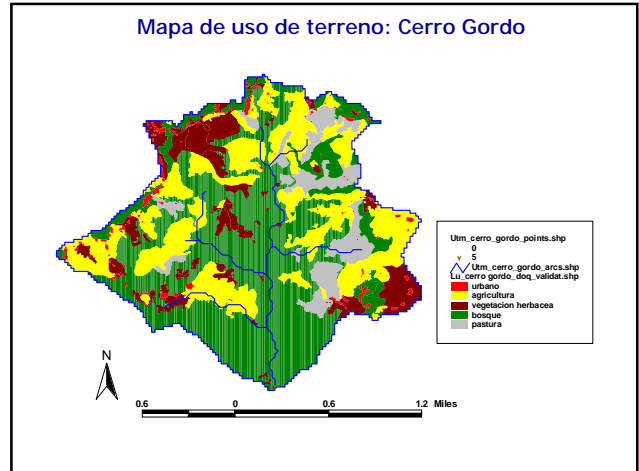 Mapa de uso de terreno: Cerro Gordo
Utm_cerro_gordo_points.shp
0
5
Utm_cerro_gordo_arcs.shp
Lu_cerro gordo_doq_validat.shp
urbano
agricultura
vegetacion herbacea
bosque
pastura
N
0.6 0 0.6 1.2 Miles